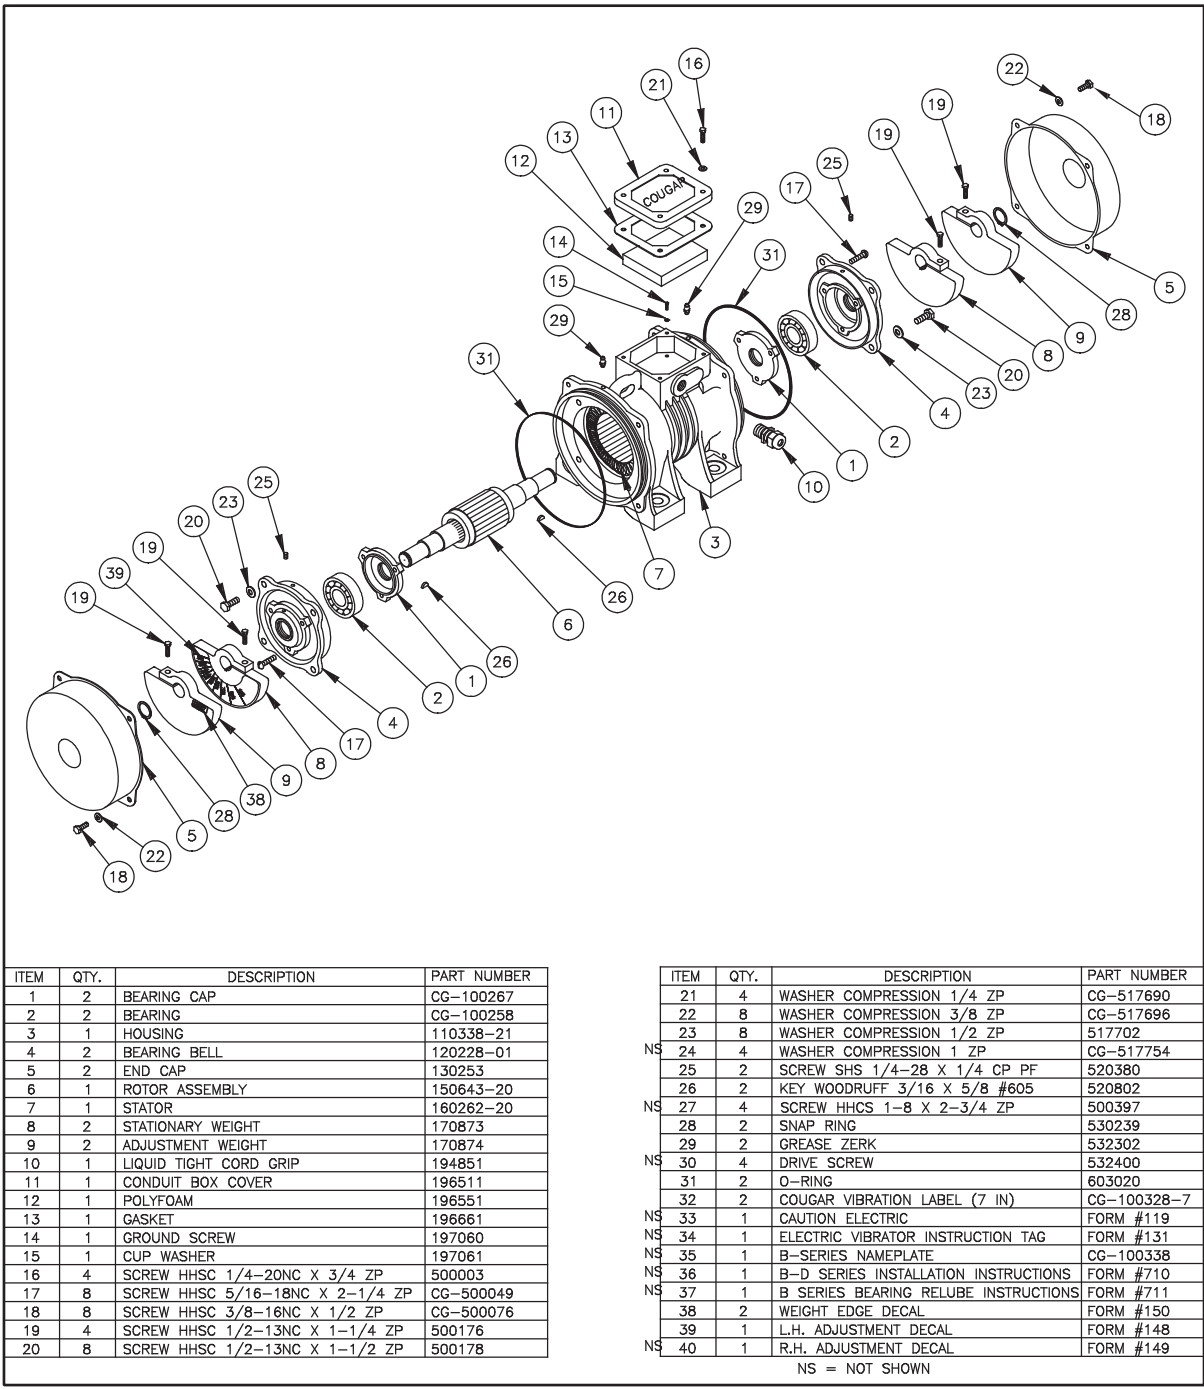 16
22
21
18
11
19
19
13
12
25
COUGAR
29
17
14
31
15
5
28
29
9
8
31
20
23
4
2
1
25
10
23
20
3
19
39
7
26
6
19
26
1
2
4
17
8
9
38
28
5
22
18
ITEM QTY. DESCRIPTION PART NUMBER
1 2 BEARING CAP CG-100267
2 2 BEARING CG-100258
3 1 HOUSING 110338-21
4 2 BEARING BELL 120228-01
5 2 END CAP 130253
6 1 ROTOR ASSEMBLY 150643-20
7 1 STATOR 160262-20
8 2 STATIONARY WEIGHT 170873
9 2 ADJUSTMENT WEIGHT 170874
10 1 LIQUID TIGHT CORD GRIP 194851
11 1 CONDUIT BOX COVER 196511
12 1 POLYFOAM 196551
13 1 GASKET 196661
14 1 GROUND SCREW 197060
15 1 CUP WASHER 197061
16 4 SCREW HHSC 1/4-20NC X 3/4 ZP 500003
17 8 SCREW HHSC 5/16-18NC X 2-1/4 ZP CG-500049
18 8 SCREW HHSC 3/8-16NC X 1/2 ZP CG-500076
19 4 SCREW HHSC 1/2-13NC X 1-1/4 ZP 500176
20 8 SCREW HHSC 1/2-13NC X 1-1/2 ZP 500178
ITEM QTY. DESCRIPTION PART NUMBER
21 4 WASHER COMPRESSION 1/4 ZP CG-517690
22 8 WASHER COMPRESSION 3/8 ZP CG-517696
23 8 WASHER COMPRESSION 1/2 ZP 517702
NS 24 4 WASHER COMPRESSION 1 ZP CG-517754
25 2 SCREW SHS 1/4-28 X 1/4 CP PF 520380
26 2 KEY WOODRUFF 3/16 X 5/8 #605 520802
NS 27 4 SCREW HHCS 1-8 X 2-3/4 ZP 500397
28 2 SNAP RING 530239
29 2 GREASE ZERK 532302
NS 30 4 DRIVE SCREW 532400
31 2 O-RING 603020
32 2 COUGAR VIBRATION LABEL (7 IN) CG-100328-7
NS 33 1 CAUTION ELECTRIC FORM #119
NS 34 1 ELECTRIC VIBRATOR INSTRUCTION TAG FORM #131
NS 35 1 B-SERIES NAMEPLATE CG-100338
NS 36 1 B-D SERIES INSTALLATION INSTRUCTIONS FORM #710
NS 37 1 B SERIES BEARING RELUBE INSTRUCTIONS FORM #711
38 2 WEIGHT EDGE DECAL FORM #150
39 1 L.H. ADJUSTMENT DECAL FORM #148
NS 40 1 R.H. ADJUSTMENT DECAL FORM #149
NS = NOT SHOWN